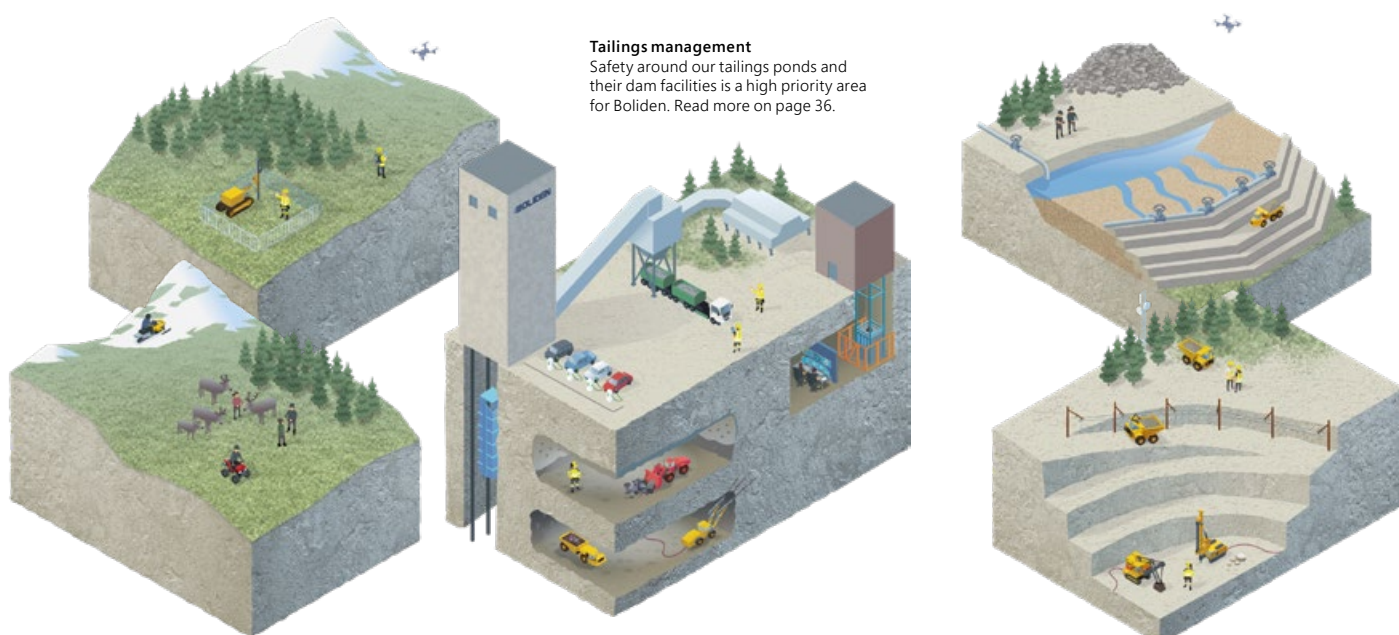 Tailings management
Safety around our tailings ponds and
their dam facilities is a high priority area
for Boliden. Read more on page 36.
BOLIDEN